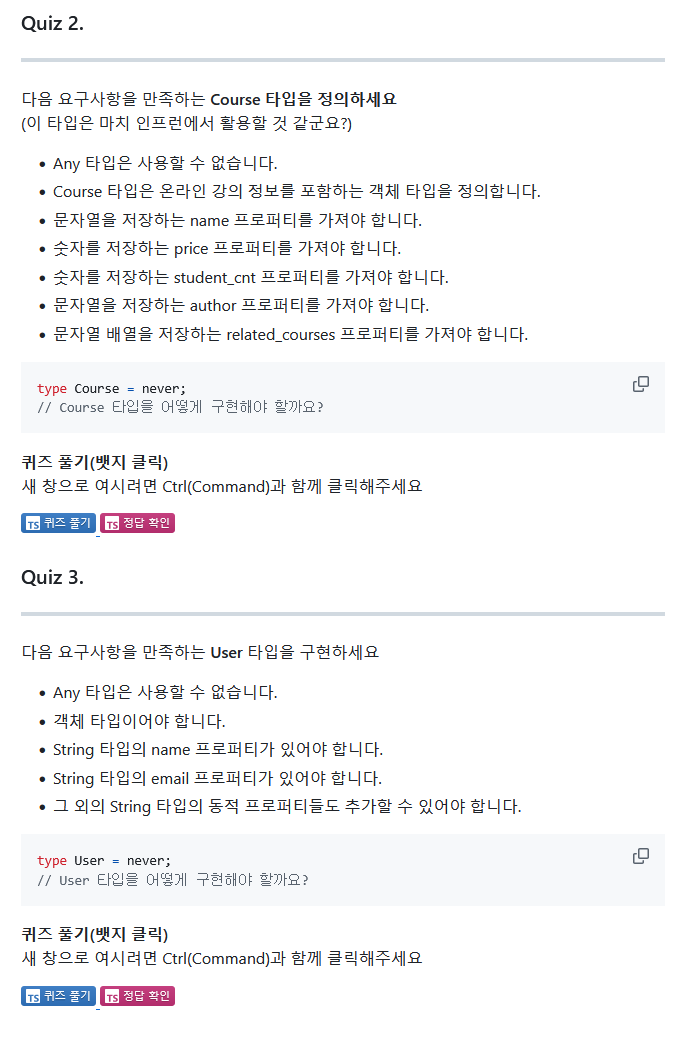 Quiz 2.
다음 요구사항을 만족하는 Course 타입을 정의하세요
(이 타입은 마치 인프런에서 활용할 것 같군요?)
• Any 타입은 사용할 수 없습니다.
• Course 타입은 온라인 강의 정보를 포함하는 객체 타입을 정의합니다.
• 문자열을 저장하는 name 프로퍼티를 가져야 합니다.
• 숫자를 저장하는 price 프로퍼티를 가져야 합니다.
• 숫자를 저장하는 student_cnt 프로퍼티를 가져야 합니다.
• 문자열을 저장하는 author 프로퍼티를 가져야 합니다.
• 문자열 배열을 저장하는 related_courses 프로퍼티를 가져야 합니다.
type Course = never;
// Course 타입을 어떻게 구현해야 할까요?
퀴즈 풀기(뱃지 클릭)
새 창으로 여시려면 Ctrl(Command)과 함께 클릭해주세요
TS 퀴즈 풀기 TS 정답 확인
Quiz 3.
다음 요구사항을 만족하는 User 타입을 구현하세요
• Any 타입은 사용할 수 없습니다.
• 객체 타입이어야 합니다.
• String 타입의 name 프로퍼티가 있어야 합니다.
• String 타입의 email 프로퍼티가 있어야 합니다.
• 그 외의 String 타입의 동적 프로퍼티들도 추가할 수 있어야 합니다.
type User = never;
// User 타입을 어떻게 구현해야 할까요?
퀴즈 풀기(뱃지 클릭)
새 창으로 여시려면 Ctrl(Command)과 함께 클릭해주세요
TS 퀴즈 풀기 TS 정답 확인